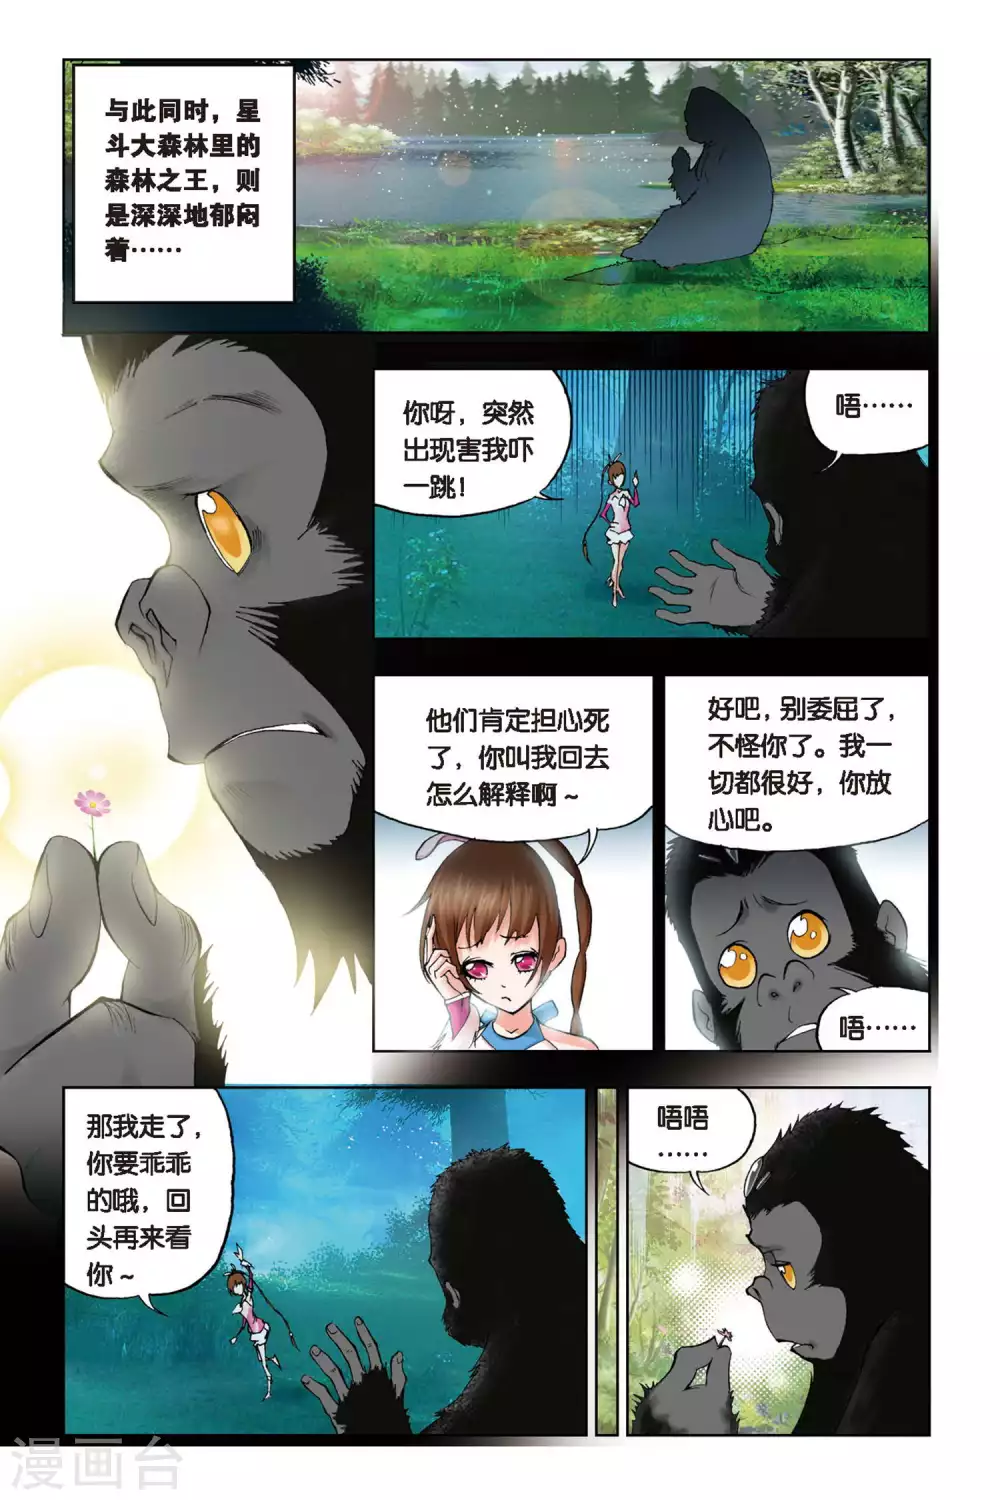 与此同时，星
斗大森林里的
森林之王，则
是深深地郁闷
着……
你呀，突然
出现害我吓
一跳！
唔……
他们肯定担心死
了，你叫我回去
怎么解释啊～
好吧，别委屈了，
不怪你了。我一
切都很好，你放
心吧。
唔……
那我走了，
你要乖乖
的哦，回
头再来看
你～
唔唔
……
漫画台